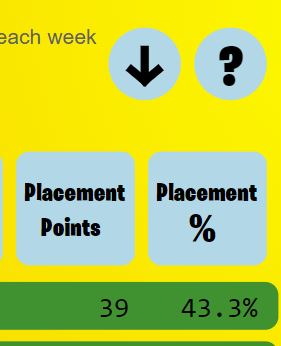 each week
?
Placement
Points
Placement
%
39 43.3%